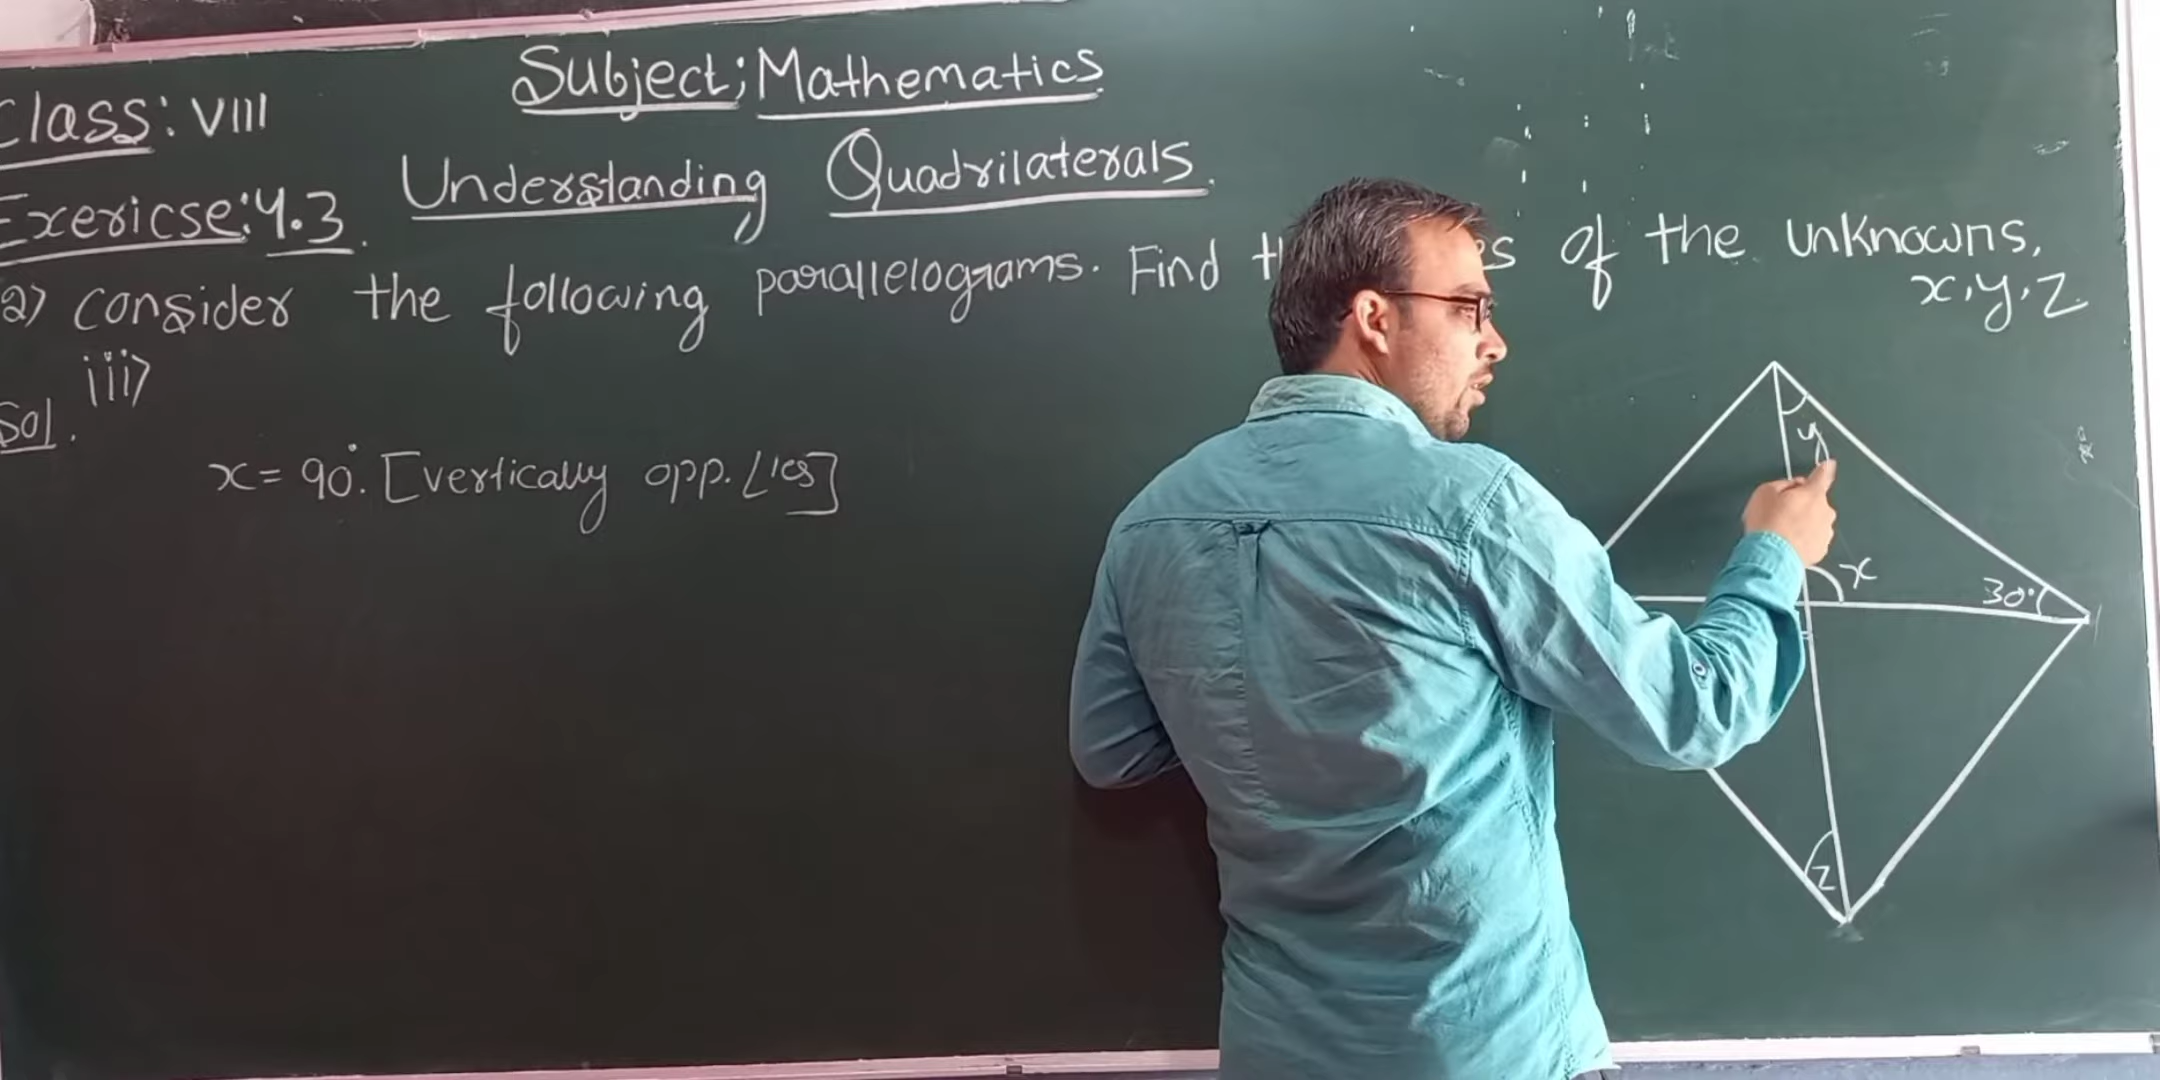 Subject; Mathematics
Class: VIII
Understanding Quadrilaterals.
Exericse: 4.3.
2) Consider the following parallelograms. Find of the unknowns,
x, y, z.
iii)
Sol.
x = 90°. [vertically opp. ∠'les]
y
x
30°
z